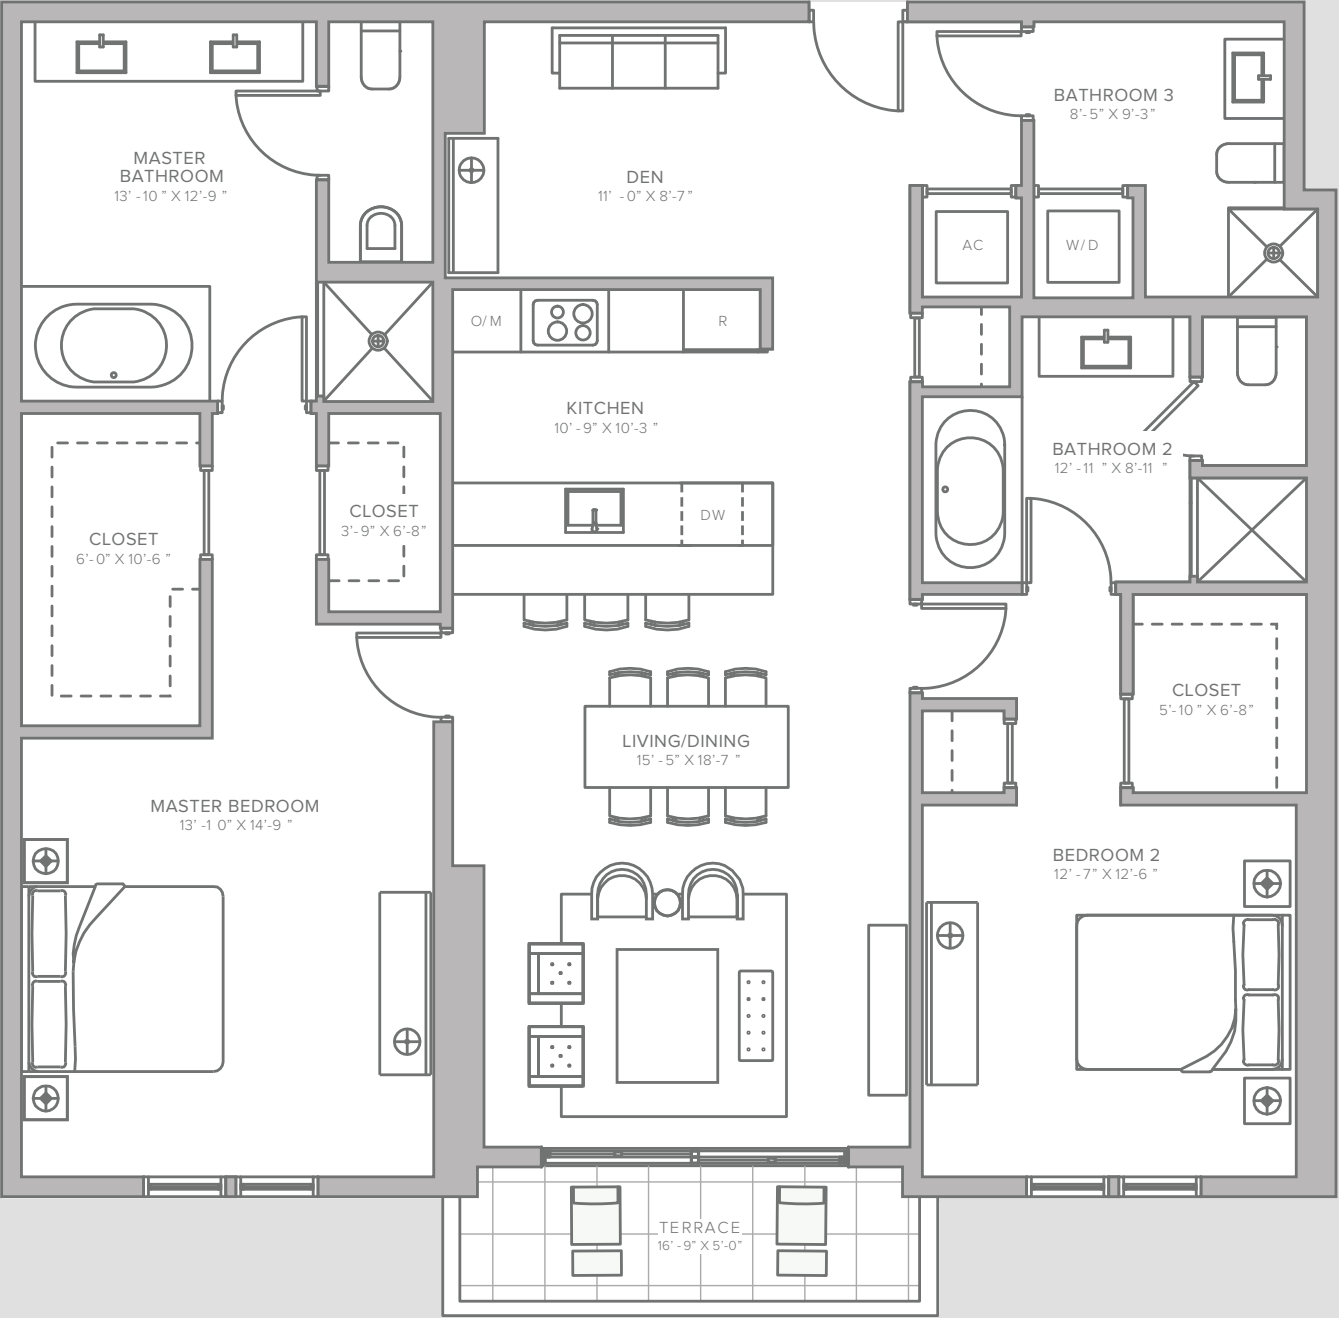 MASTER
BATHROOM
13’ -10 ” X 12’-9 ”
DEN
11’ -0” X 8’-7”
BATHROOM 3
8’-5” X 9’-3”
AC
W/D
O/M
R
KITCHEN
10’ -9” X 10’-3 ”
DW
CLOSET
6’-0” X 10’-6 ”
CLOSET
3’-9” X 6’-8”
BATHROOM 2
12’ -11 ” X 8’-11 ”
CLOSET
5’-10 ” X 6’-8”
LIVING/DINING
15’ -5” X 18’-7 ”
MASTER BEDROOM
13’ -1 0” X 14’-9 ”
BEDROOM 2
12’ -7” X 12’-6 ”
TERRACE
16’ -9” X 5’-0”